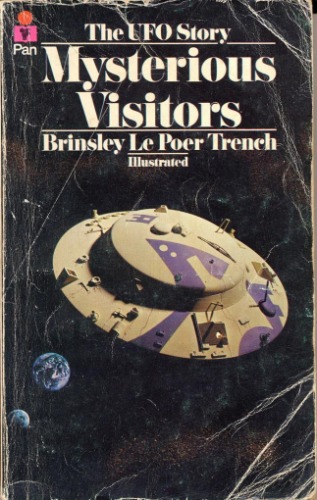 Pan
The UFO Story
Mysterious
Visitors
Brinsley Le Poer Trench
Illustrated